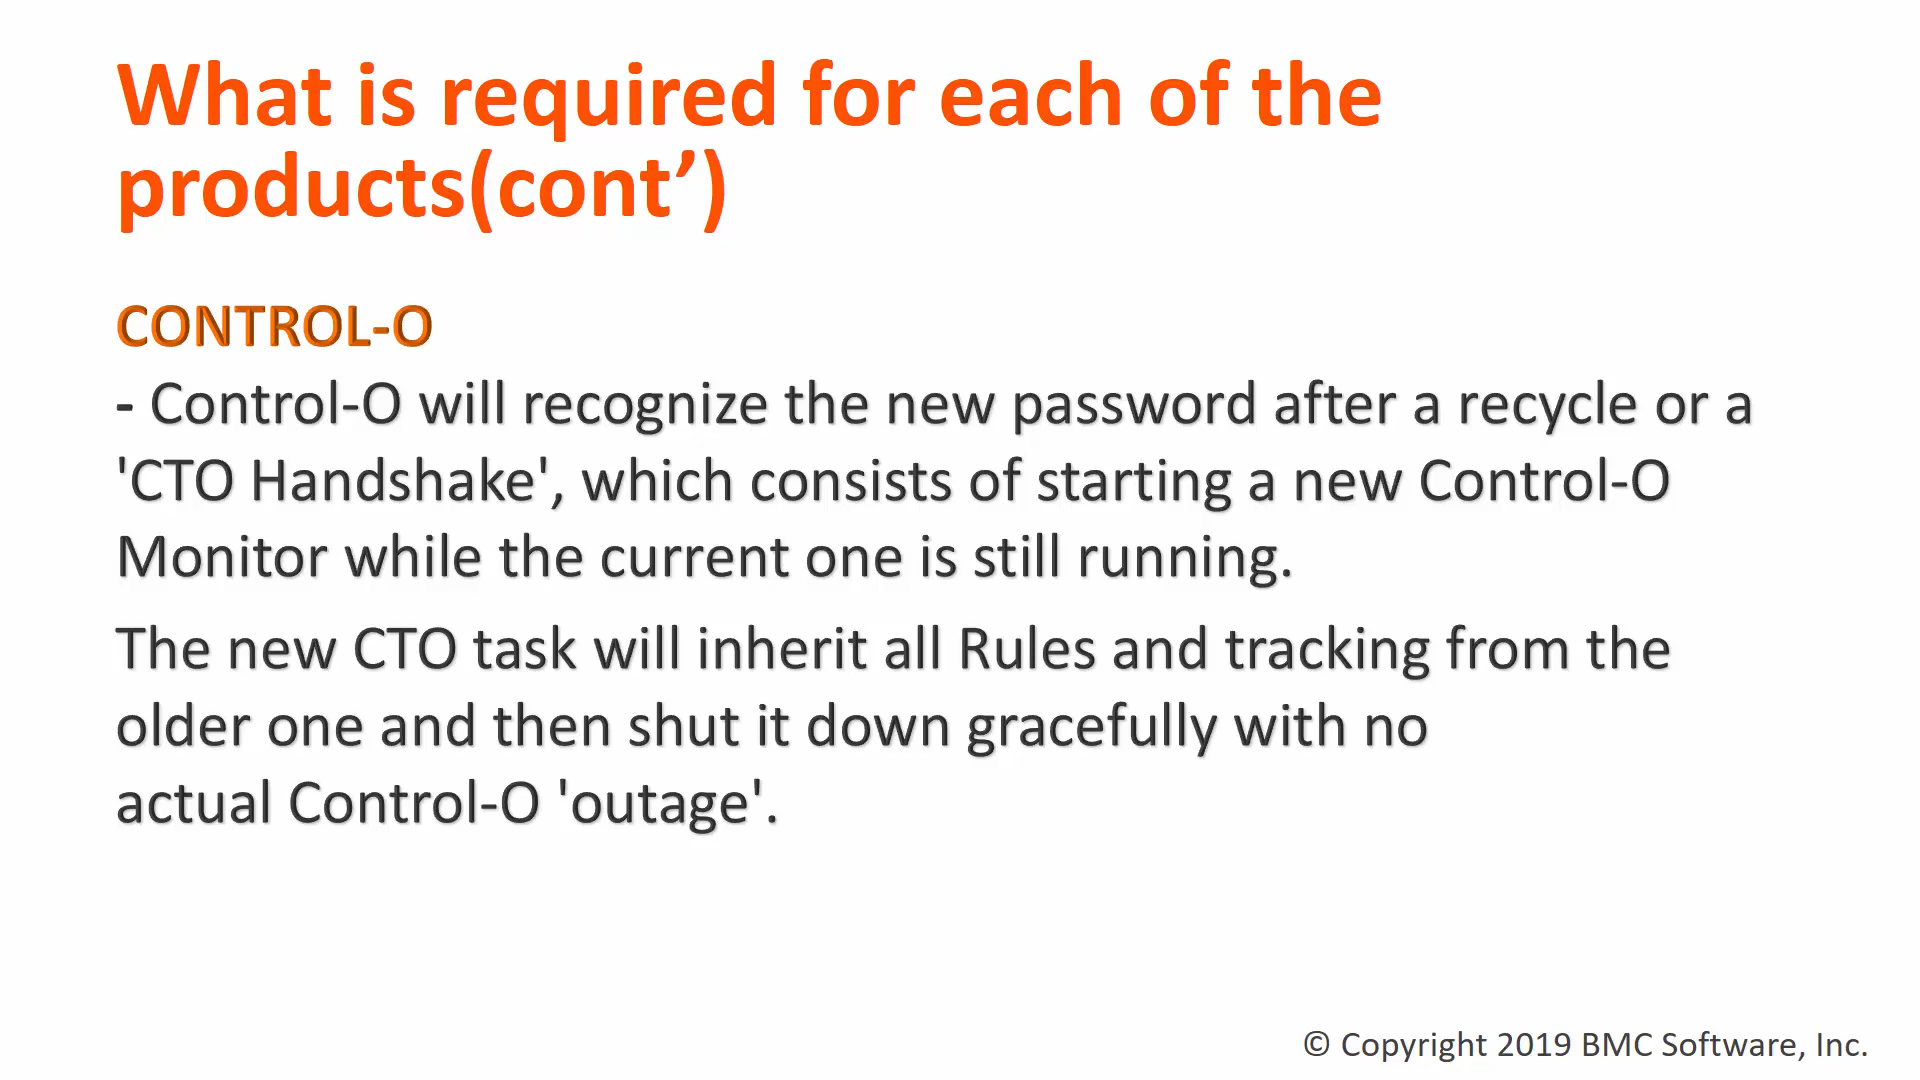 What is required for each of the
products(cont’)
CONTROL-O
- Control-O will recognize the new password after a recycle or a
'CTO Handshake', which consists of starting a new Control-O
Monitor while the current one is still running.
The new CTO task will inherit all Rules and tracking from the
older one and then shut it down gracefully with no
actual Control-O 'outage'.
© Copyright 2019 BMC Software, Inc.